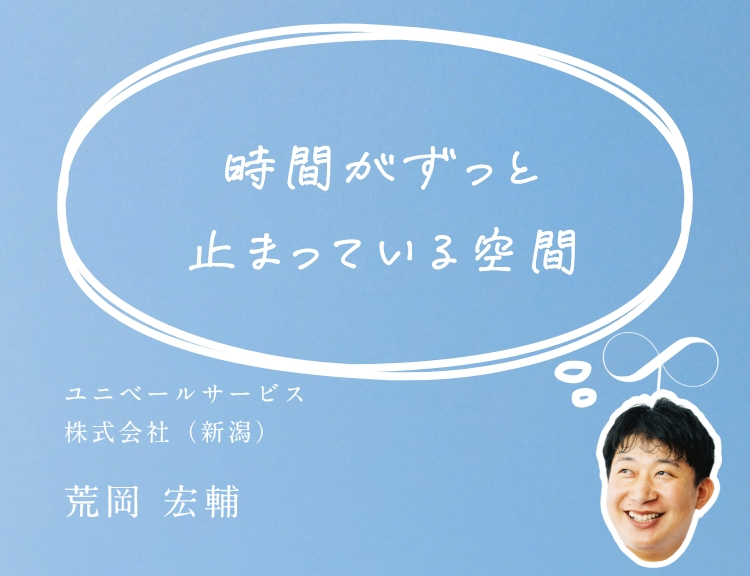 時間がずっと
止まっている空間
ユニベールサービス
株式会社（新潟）
荒岡 宏輔